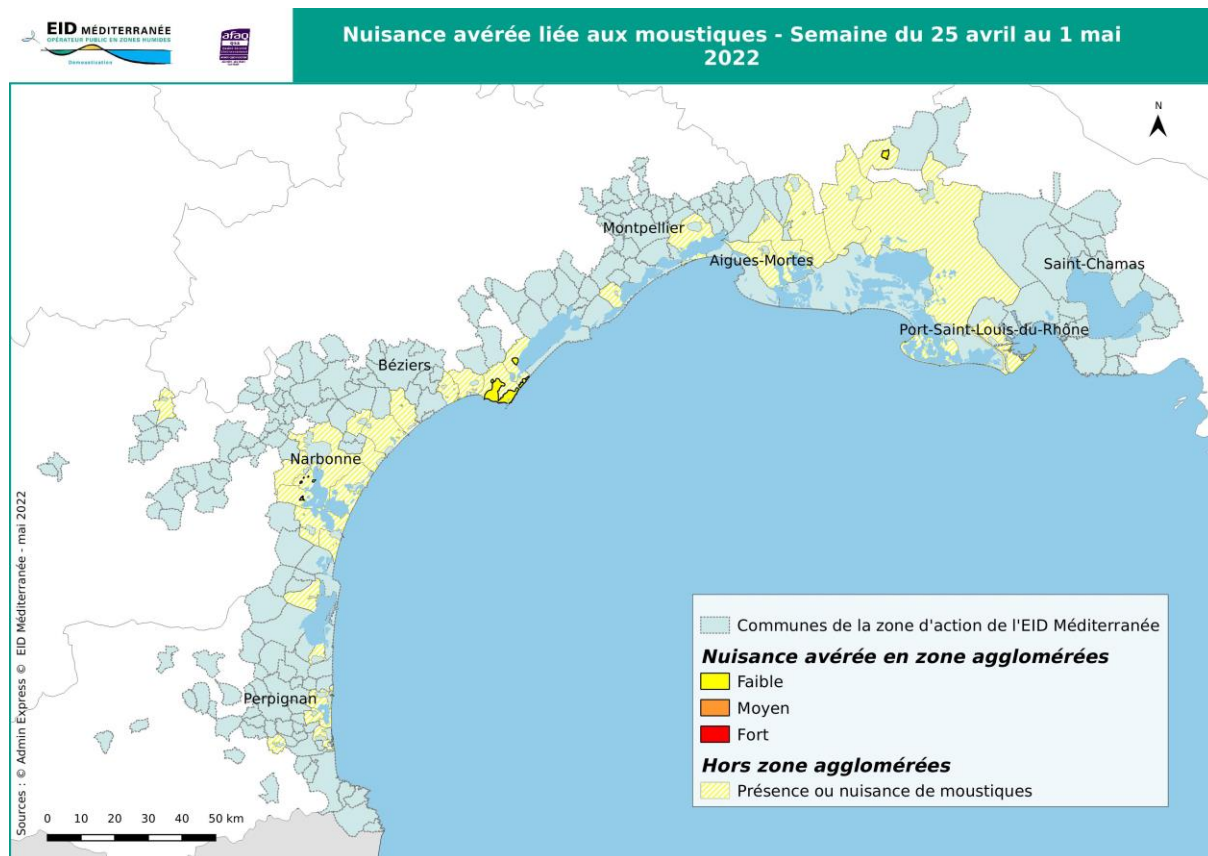 EID MÉDITERRANÉE
OPÉRATEUR PUBLIC EN ZONES HUMIDES
Démoustication
afaq
Nuisance avérée liée aux moustiques - Semaine du 25 avril au 1 mai
2022
N
Montpellier
Aigues-Mortes
Saint-Chamas
Port-Saint-Louis-du-Rhône
Béziers
Narbonne
Perpignan
Sources : © Admin Express © EID Méditerranée - mai 2022
0 10 20 30 40 50 km
Communes de la zone d'action de l'EID Méditerranée
Nuisance avérée en zone agglomérées
Faible
Moyen
Fort
Hors zone agglomérées
Présence ou nuisance de moustiques